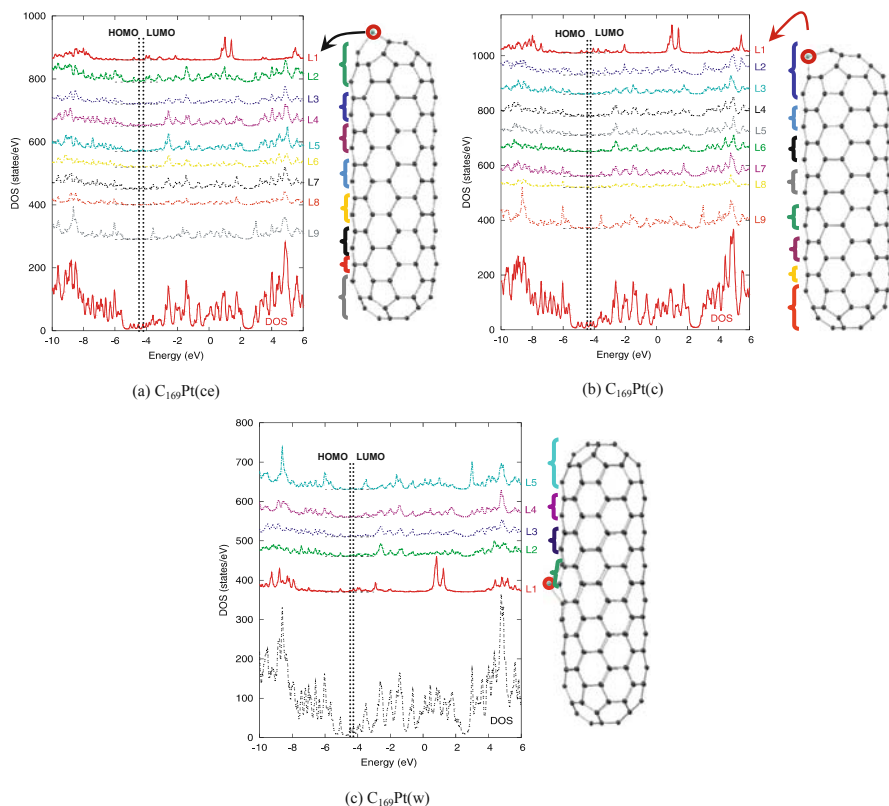 1000
800
600
400
200
0
-10
-8
-6
-4
-2
0
2
4
6
DOS (states/eV)
Energy (eV)
HOMO
LUMO
L1
L2
L3
L4
L5
L6
L7
L8
L9
DOS
(a) C₁₆₉Pt(ce)
1000
800
600
400
200
0
-10
-8
-6
-4
-2
0
2
4
6
DOS (states/eV)
Energy (eV)
HOMO
LUMO
L1
L2
L3
L4
L5
L6
L7
L8
L9
DOS
(b) C₁₆₉Pt(c)
800
700
600
500
400
300
200
100
0
-10
-8
-6
-4
-2
0
2
4
6
DOS (states/eV)
Energy (eV)
HOMO
LUMO
L5
L4
L3
L2
L1
DOS
(c) C₁₆₉Pt(w)